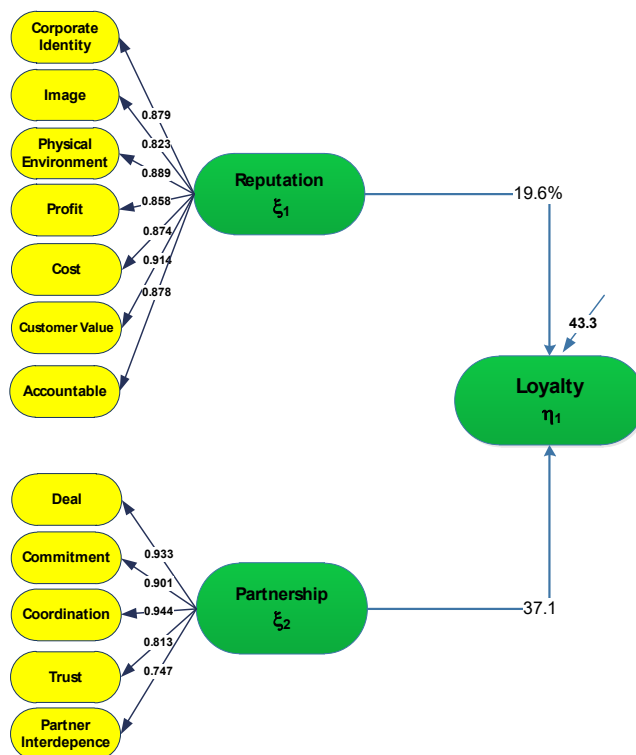 Corporate
Identity
Image
Physical
Environment
Profit
Cost
Customer Value
Accountable
0.879
0.823
0.889
0.858
0.874
0.914
0.878
Reputation
ξ1
19.6%
43.3
Loyalty
η1
Deal
Commitment
Coordination
Trust
Partner
Interdepence
0.933
0.901
0.944
0.813
0.747
Partnership
ξ2
37.1